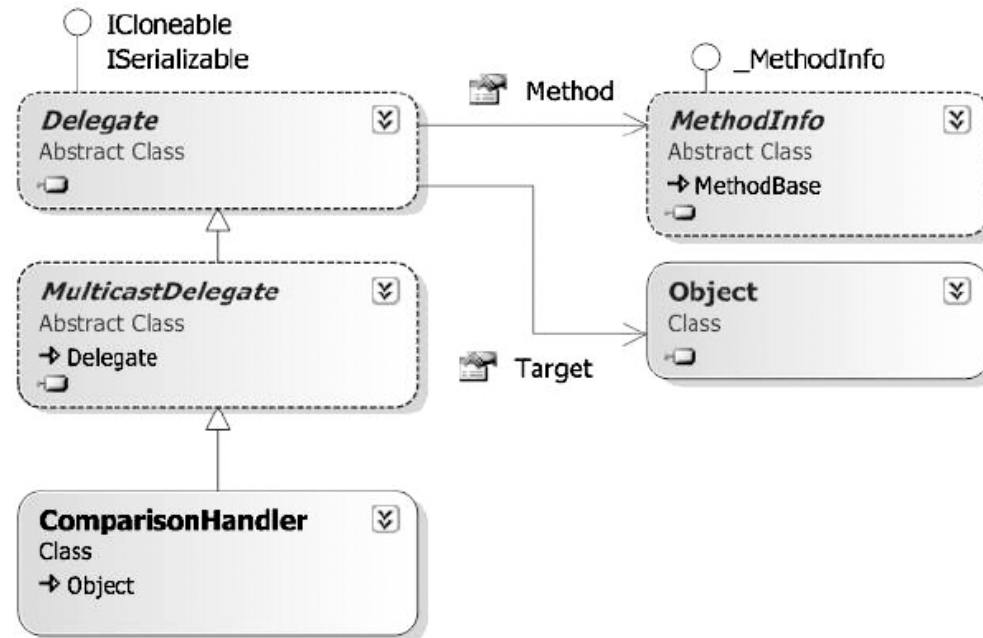 ICloneable
ISerializable
Delegate
Abstract Class
Method
_MethodInfo
MethodInfo
Abstract Class
MethodBase
MulticastDelegate
Abstract Class
Delegate
Target
Object
Class
ComparisonHandler
Class
Object